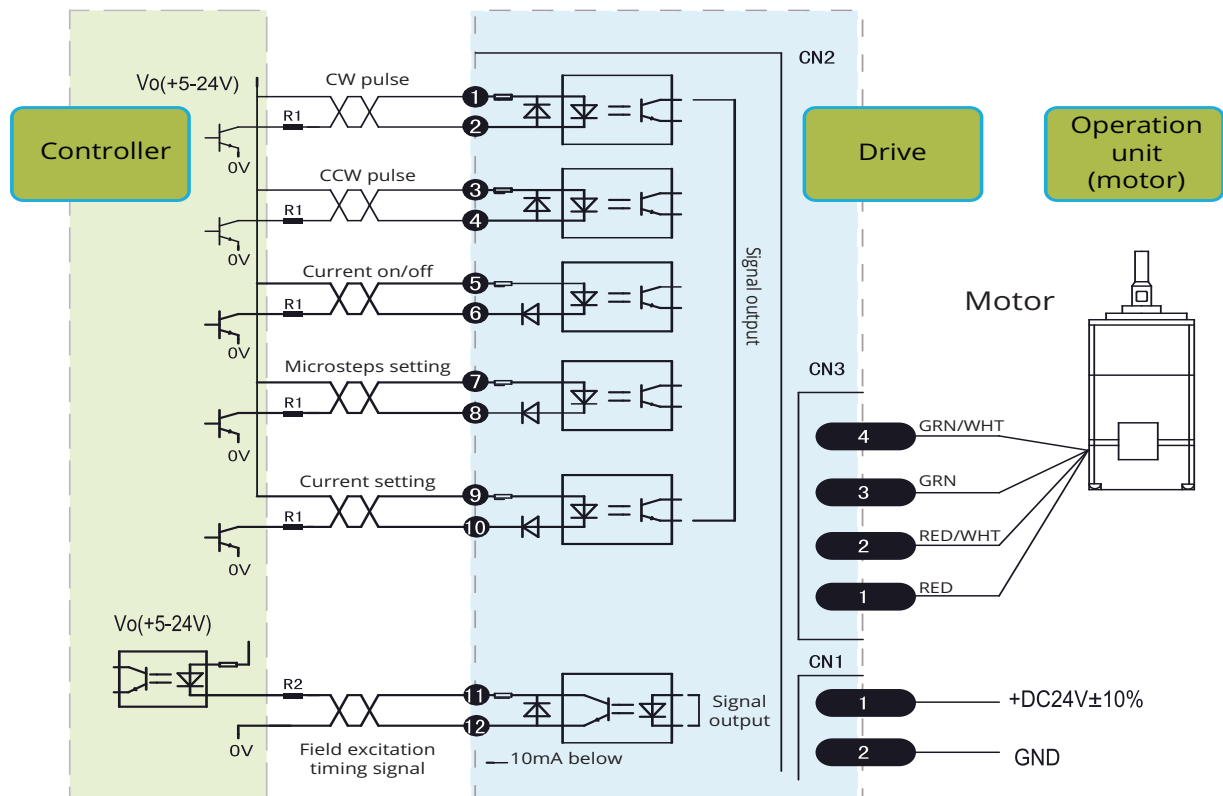 CN2
Vo(+5-24V)
CW pulse
1
R1
2
0V
Controller
Drive
Operation
unit
(motor)
CCW pulse
3
R1
4
0V
Current on/off
5
R1
6
0V
Signal output
Motor
Microsteps setting
7
R1
8
0V
CN3
4
GRN/WHT
3
GRN
2
RED/WHT
1
RED
Current setting
9
R1
10
0V
Vo(+5-24V)
R2
11
12
0V
Field excitation
timing signal
10mA below
Signal
output
CN1
1
+DC24V±10%
2
GND